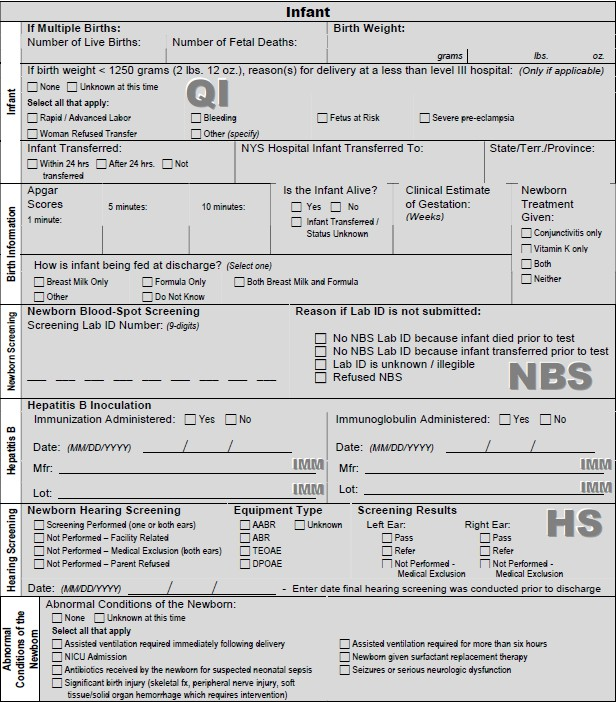 Infant
If Multiple Births:
Number of Live Births: Number of Fetal Deaths:
Birth Weight:
grams lbs. oz.
Infant
If birth weight < 1250 grams (2 lbs. 12 oz.), reason(s) for delivery at a less than level III hospital: (Only if applicable)
None Unknown at this time
QI
Select all that apply:
Rapid / Advanced Labor Bleeding Fetus at Risk Severe pre-eclampsia
Woman Refused Transfer Other (specify)
Infant Transferred:
Within 24 hrs After 24 hrs. Not
transferred
NYS Hospital Infant Transferred To:
State/Terr./Province:
Birth Information
Apgar
Scores
1 minute:
5 minutes:
10 minutes:
Is the Infant Alive?
Yes No
Infant Transferred /
Status Unknown
Clinical Estimate
of Gestation:
(Weeks)
Newborn
Treatment
Given:
Conjunctivitis only
Vitamin K only
Both
Neither
How is infant being fed at discharge? (Select one)
Breast Milk Only Formula Only Both Breast Milk and Formula
Other Do Not Know
Newborn Screening
Newborn Blood-Spot Screening
Screening Lab ID Number: (9-digits)
Reason if Lab ID is not submitted:
No NBS Lab ID because infant died prior to test
No NBS Lab ID because infant transferred prior to test
Lab ID is unknown / illegible
Refused NBS
NBS
Hepatitis B
Hepatitis B Inoculation
Immunization Administered: Yes No
Date: (MM/DD/YYYY) / /
Mfr: IMM
Lot: IMM
Immunoglobulin Administered: Yes No
Date: (MM/DD/YYYY) / /
Mfr: IMM
Lot: IMM
Hearing Screening
Newborn Hearing Screening
Screening Performed (one or both ears)
Not Performed – Facility Related
Not Performed – Medical Exclusion (both ears)
Not Performed – Parent Refused
Equipment Type
AABR Unknown
ABR
TEOAE
DPOAE
Screening Results
Left Ear:
Pass
Refer
Not Performed -
Medical Exclusion
Right Ear:
Pass
Refer
Not Performed -
Medical Exclusion
HS
Date: (MM/DD/YYYY) / / - Enter date final hearing screening was conducted prior to discharge
Abnormal
Conditions of the
Newborn
Abnormal Conditions of the Newborn:
None Unknown at this time
Select all that apply
Assisted ventilation required immediately following delivery
NICU Admission
Antibiotics received by the newborn for suspected neonatal sepsis
Significant birth injury (skeletal fx, peripheral nerve injury, soft
tissue/solid organ hemorrhage which requires intervention)
Assisted ventilation required for more than six hours
Newborn given surfactant replacement therapy
Seizures or serious neurologic dysfunction